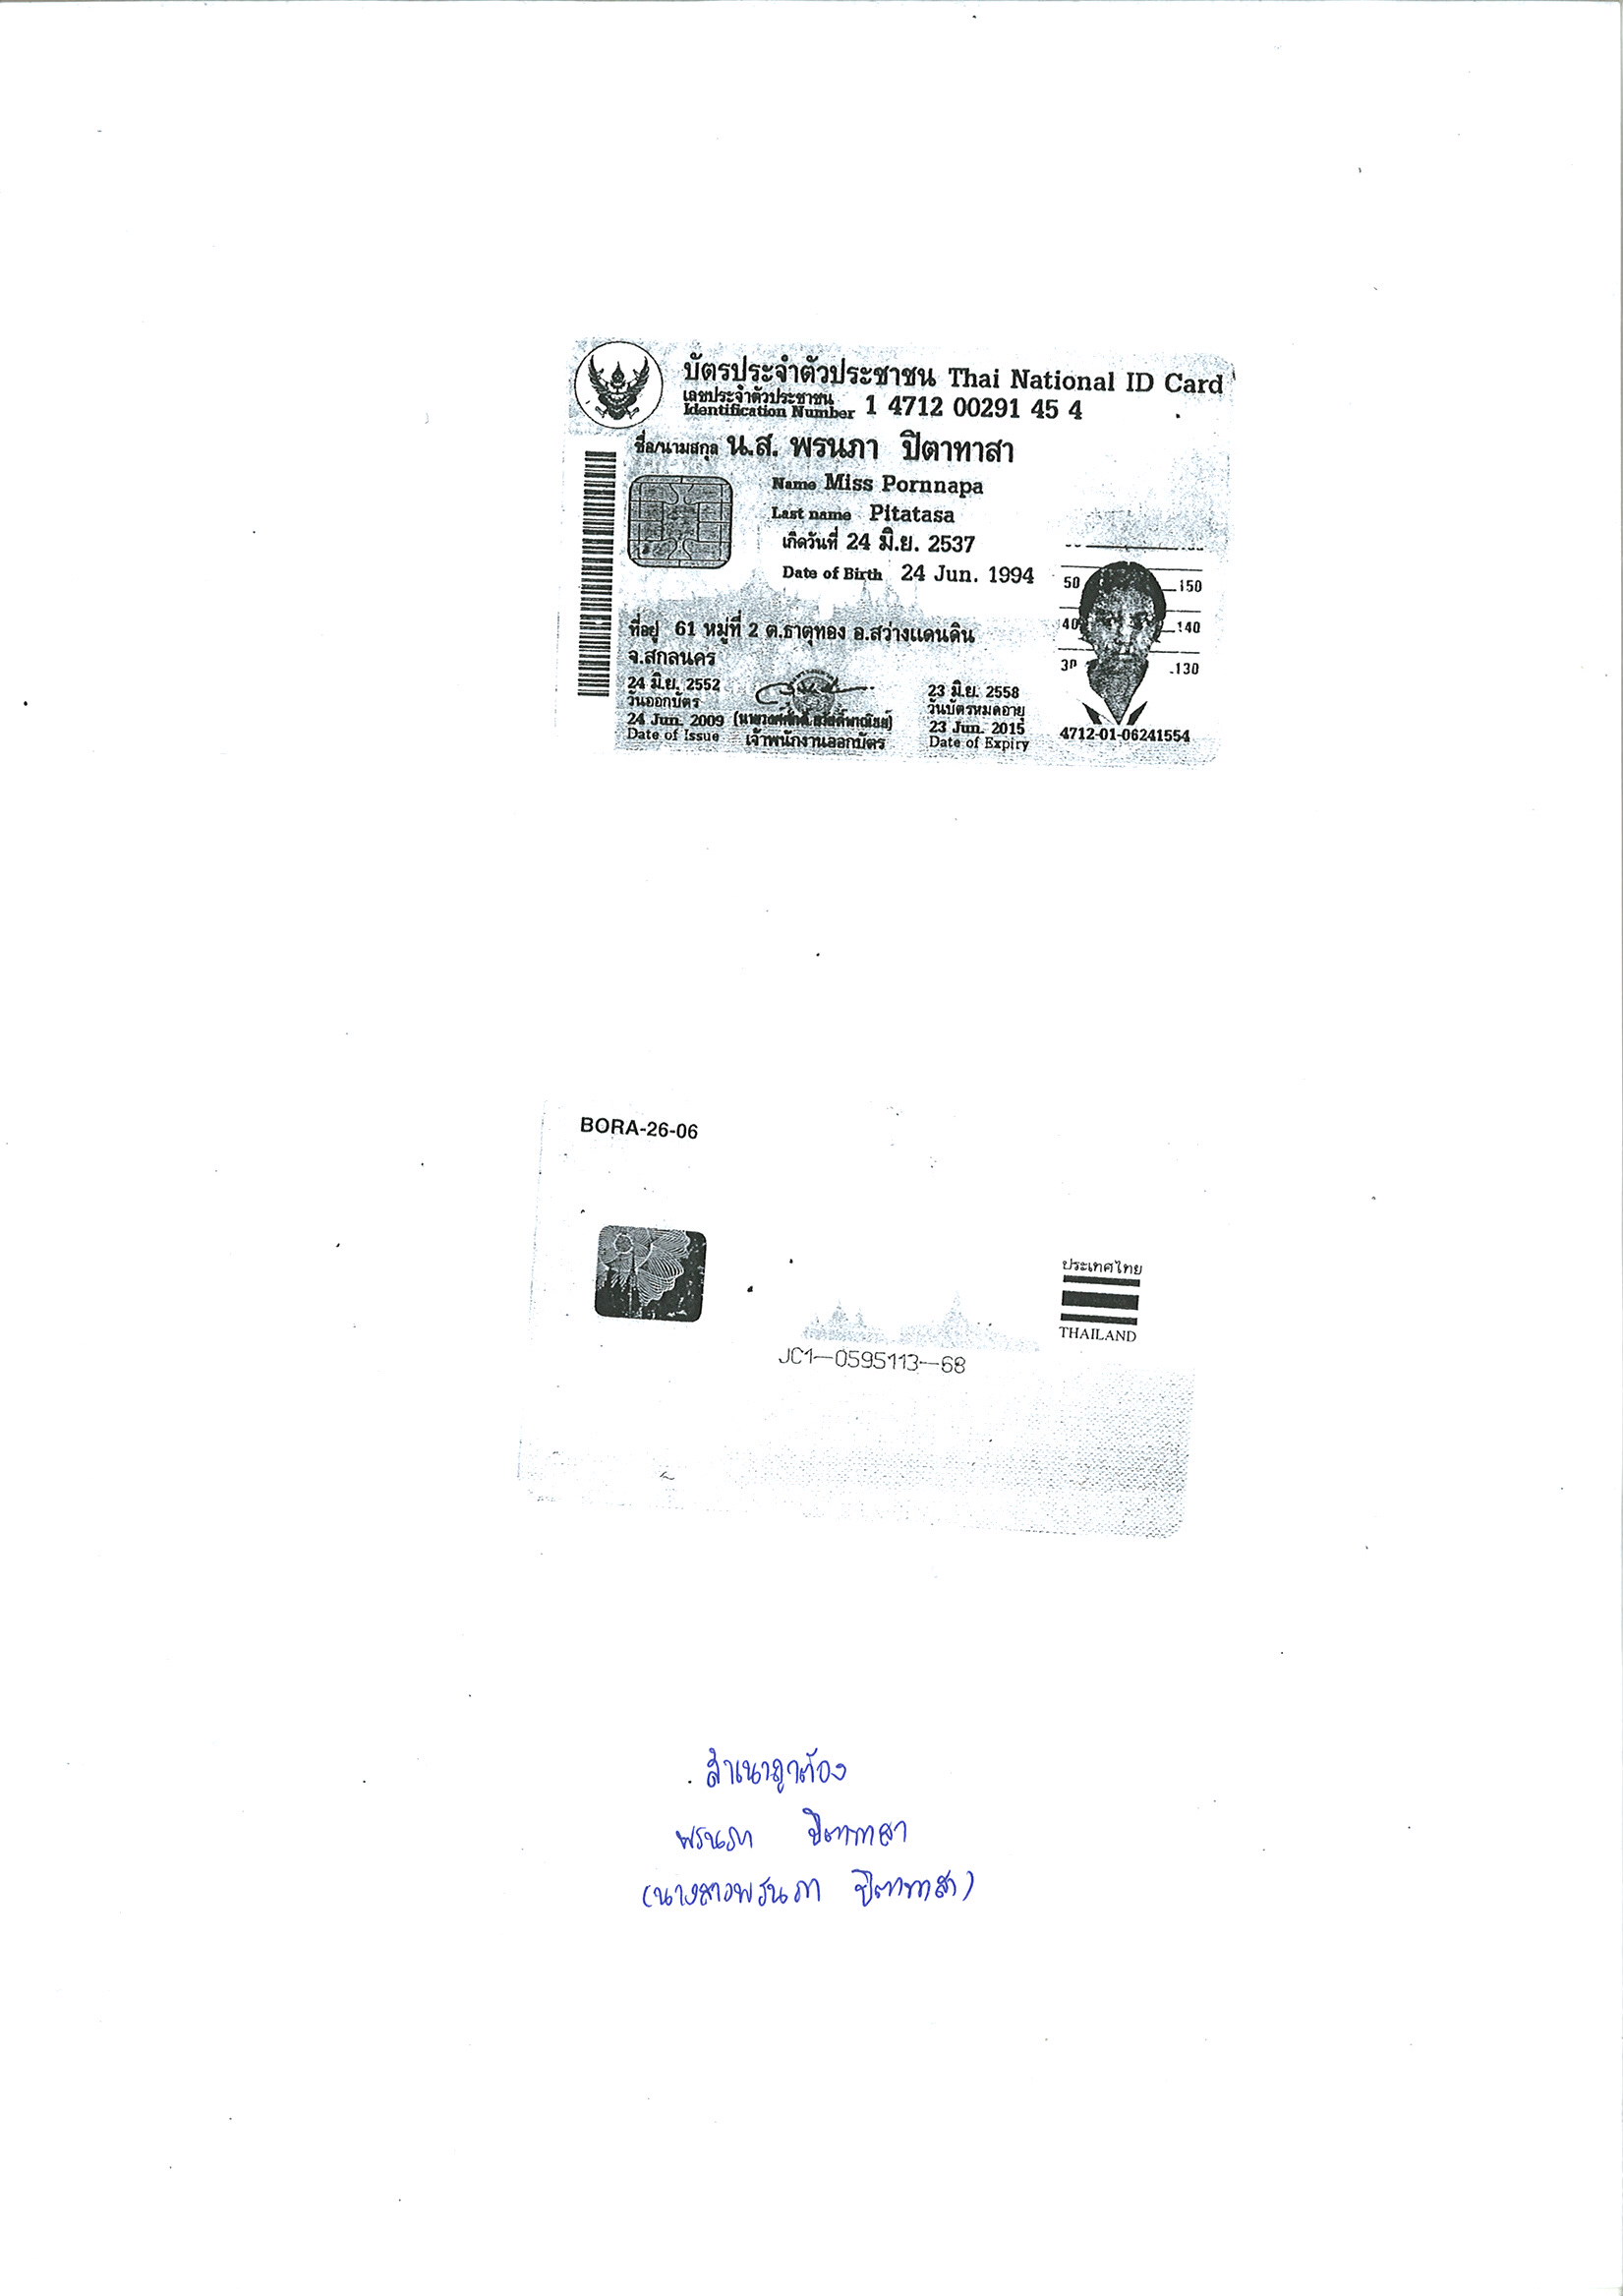 บัตรประจำตัวประชาชน Thai National ID Card
เลขประจำตัวประชาชน
Identification Number 1 4712 00291 45 4
ชื่อ/นามสกุล น.ส. พรนภา ปิตาทาสา
Name Miss Pornnapa
Last name Pitatasa
เกิดวันที่ 24 มิ.ย. 2537
Date of Birth 24 Jun. 1994
50 150
40 140
30 130
ที่อยู่ 61 หมู่ที่ 2 ต.ธาตุทอง อ.สว่างแดนดิน
จ.สกลนคร
24 มิ.ย. 2552
วันออกบัตร
24 Jun. 2009
Date of Issue
เจ้าพนักงานออกบัตร
23 มิ.ย. 2558
วันบัตรหมดอายุ
23 Jun. 2015
Date of Expiry
4712-01-06241554
BORA-26-06
ประเทศไทย
THAILAND
JC1-0595113-68
สำเนาถูกต้อง
พรนภา ปิตาทาสา
(นางสาวพรนภา ปิตาทาสา)